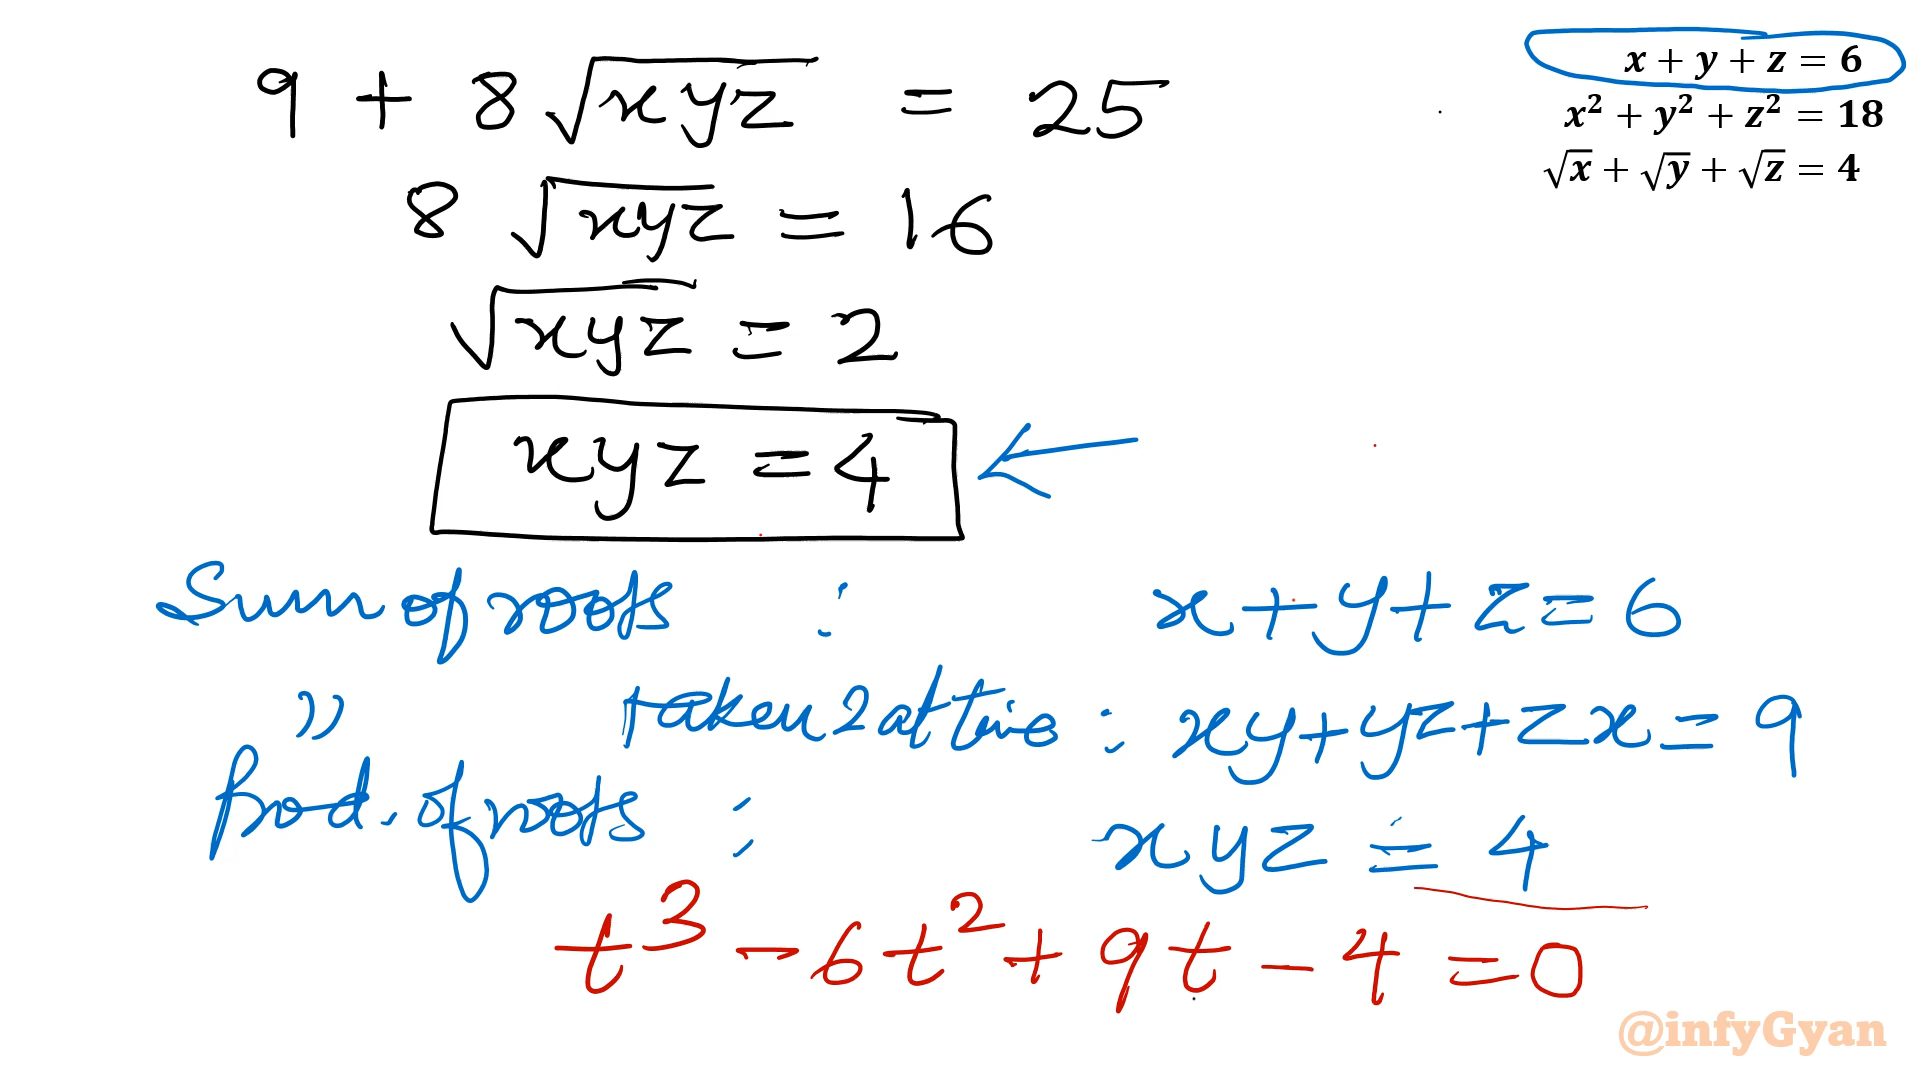 9 + 8√xyz = 25
8 √xyz = 16
√xyz = 2
xyz = 4
x + y + z = 6
x² + y² + z² = 18
√x + √y + √z = 4
Sum of roots : x + y + z = 6
" taken 2 at time : xy + yz + zx = 9
Prod. of roots : xyz = 4
t³ - 6t² + 9t - 4 = 0
@infyGyan